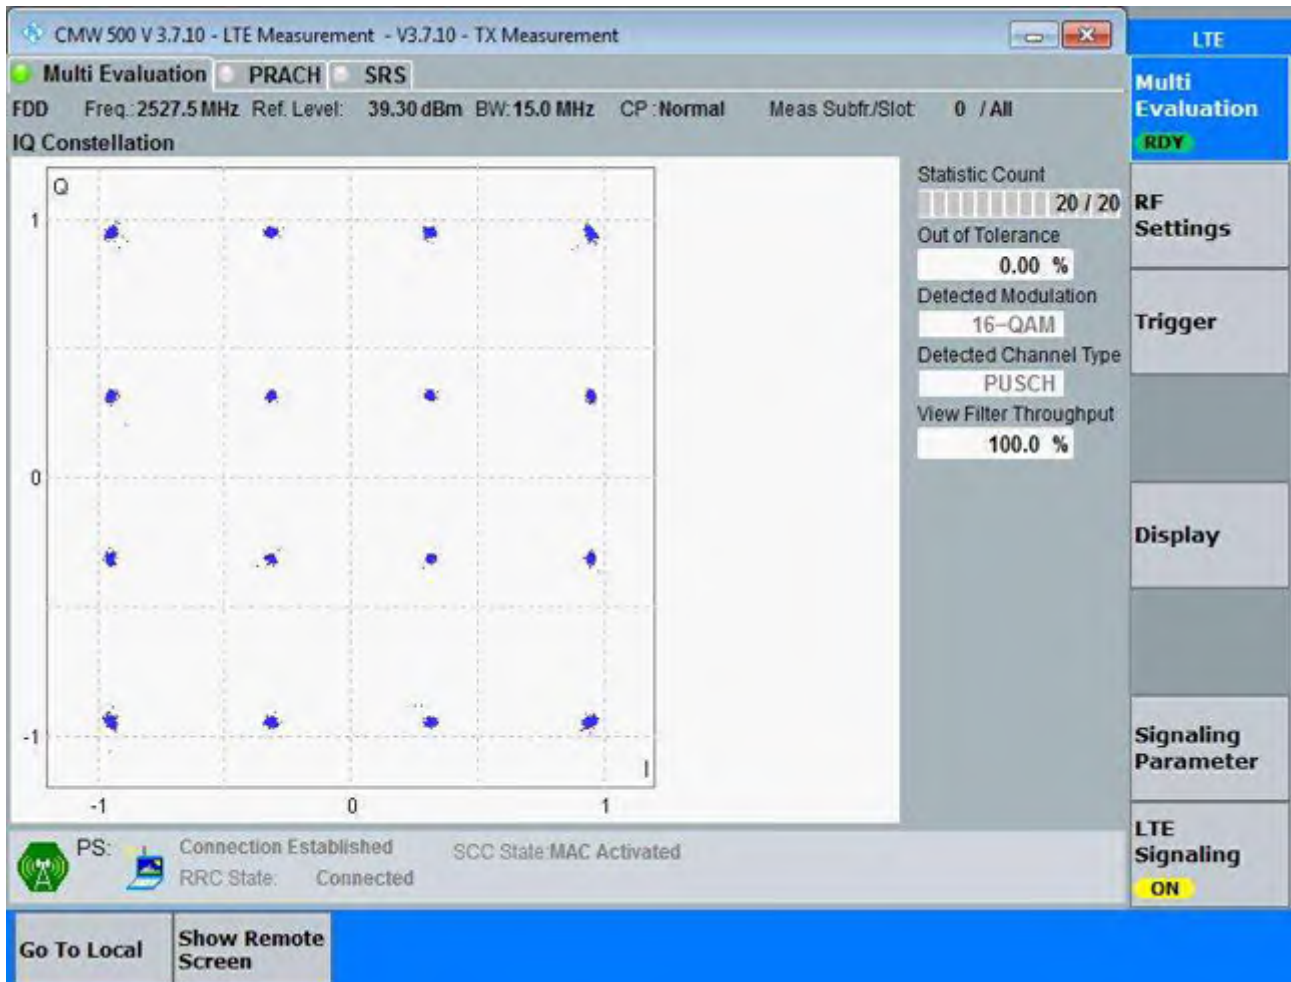 CMW 500 V 3.7.10 - LTE Measurement - V3.7.10 - TX Measurement
LTE
Multi Evaluation PRACH SRS
FDD Freq.: 2527.5 MHz Ref. Level: 39.30 dBm BW: 15.0 MHz CP : Normal Meas Subfr./Slot: 0 / All
IQ Constellation
Q
1
0
-1
I
-1 0 1
Statistic Count
20 / 20
Out of Tolerance
0.00 %
Detected Modulation
16-QAM
Detected Channel Type
PUSCH
View Filter Throughput
100.0 %
Multi
Evaluation
RDY
RF
Settings
Trigger
Display
Signaling
Parameter
LTE
Signaling
ON
PS: Connection Established SCC State: MAC Activated
RRC State: Connected
Go To Local
Show Remote
Screen